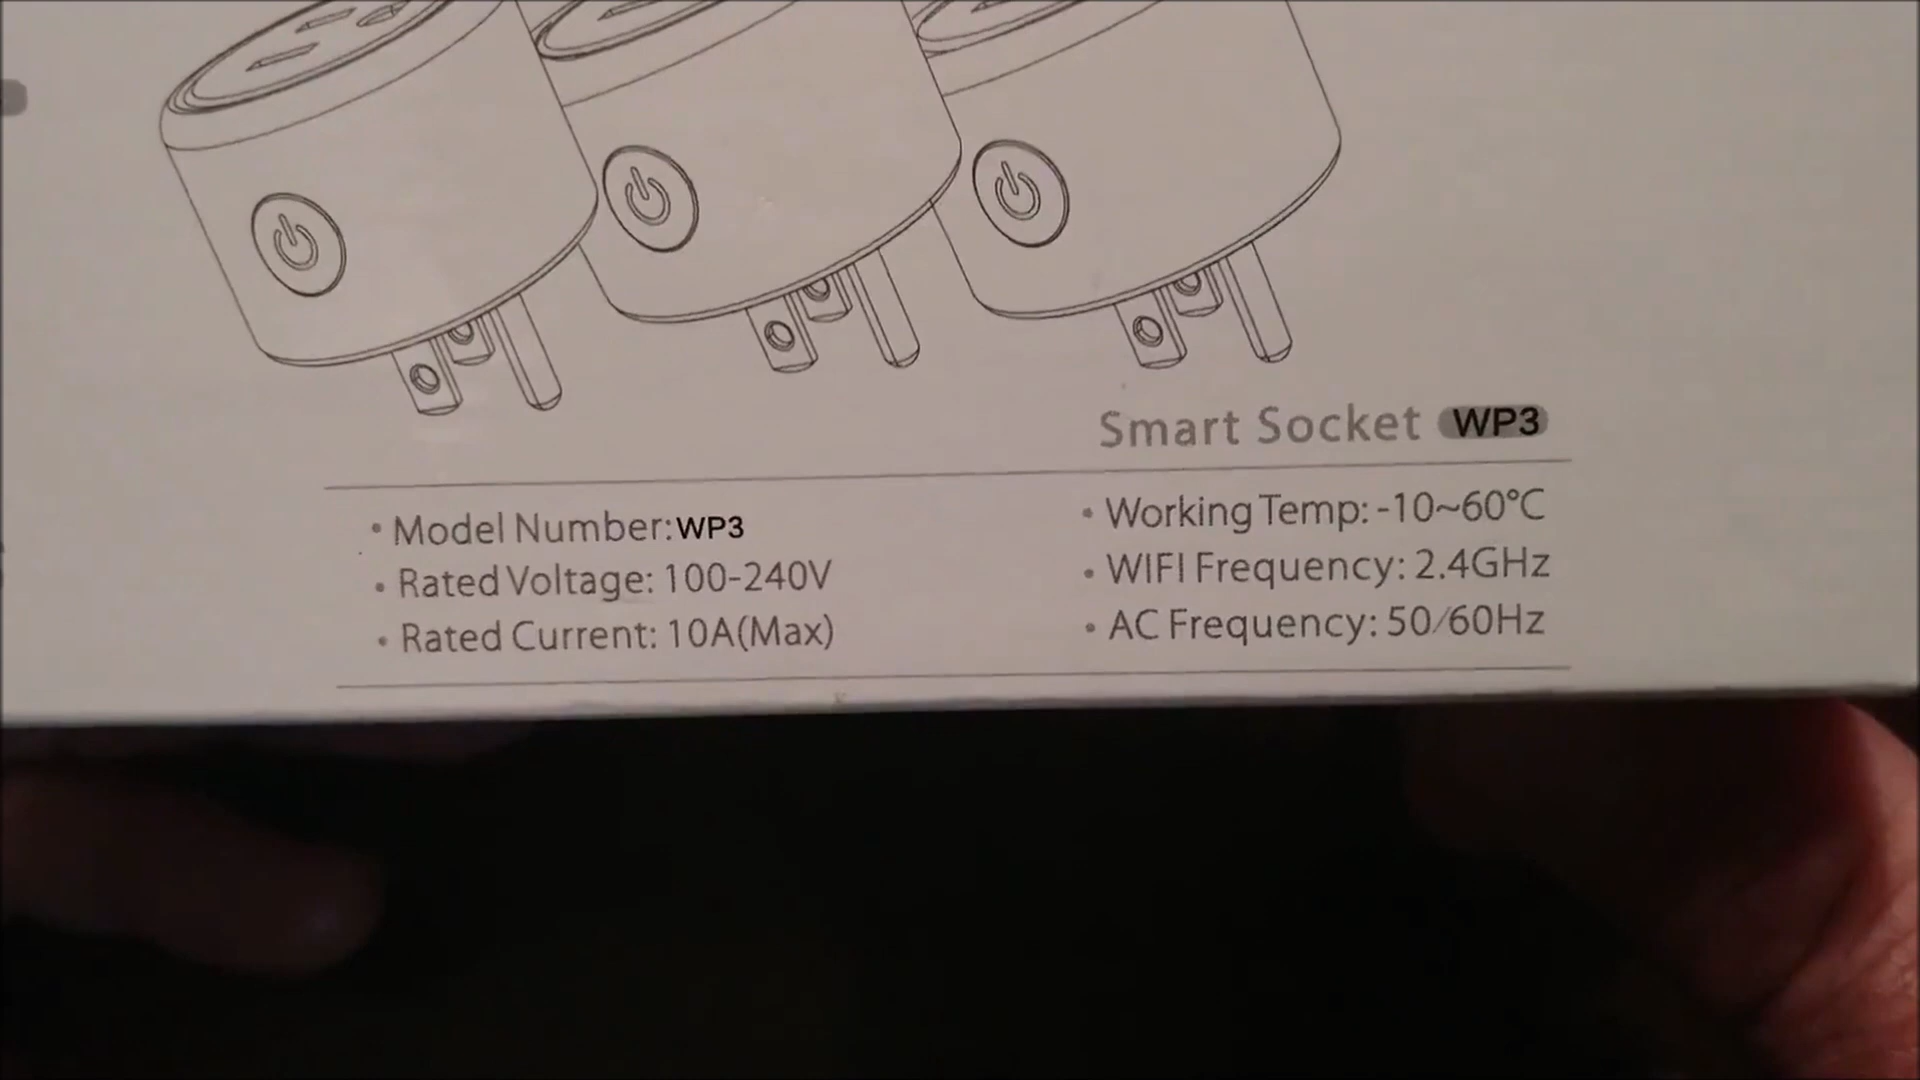 Smart Socket WP3
• Model Number:WP3
• Rated Voltage: 100-240V
• Rated Current: 10A(Max)
• Working Temp: -10~60°C
• WIFI Frequency: 2.4GHz
• AC Frequency: 50/60Hz